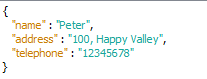 {
"name" : "Peter",
"address" : "100, Happy Valley",
"telephone" : "12345678"
}